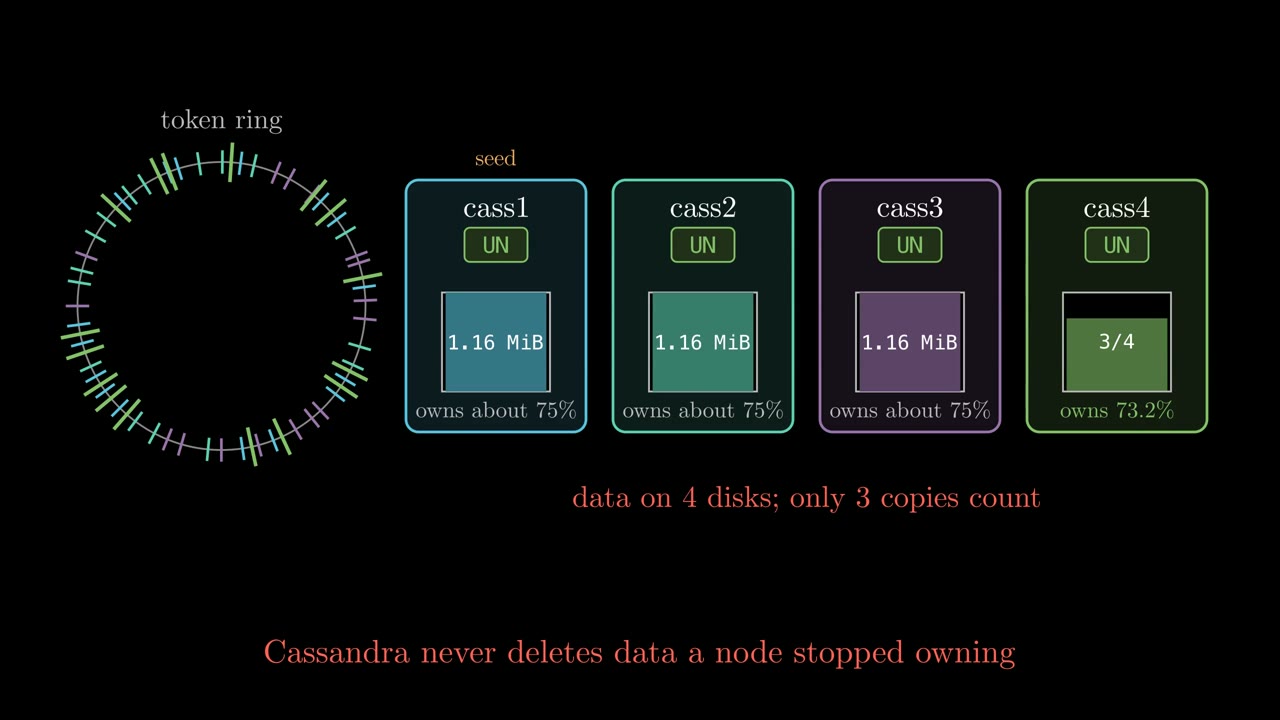 token ring
seed
cass1
UN
1.16 MiB
owns about 75%
cass2
UN
1.16 MiB
owns about 75%
cass3
UN
1.16 MiB
owns about 75%
cass4
UN
3/4
owns 73.2%
data on 4 disks; only 3 copies count
Cassandra never deletes data a node stopped owning